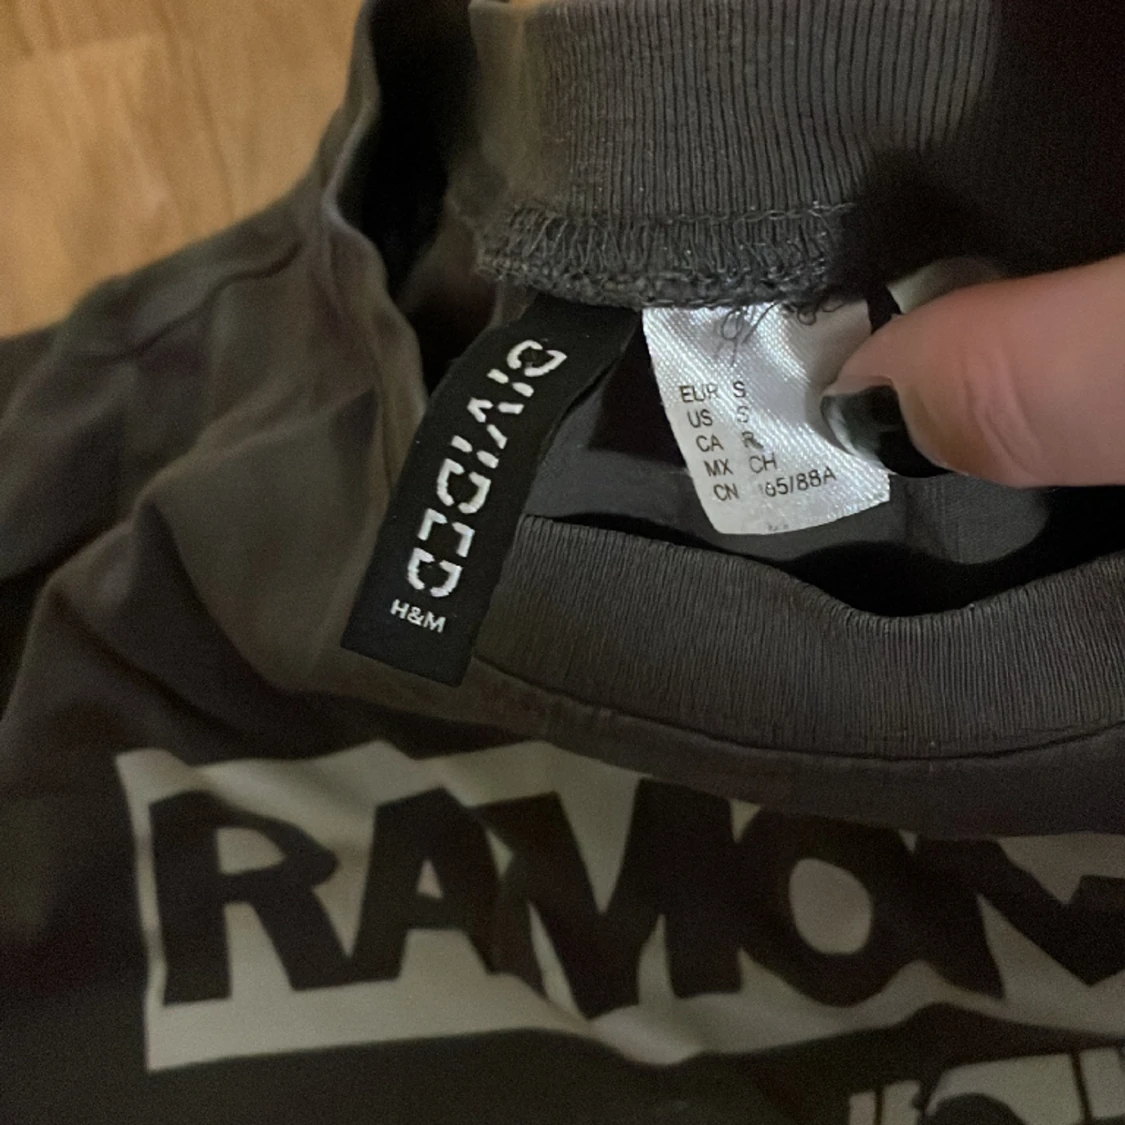 DIVIDED
H&M
EUR S
US S
CA R
MX CH
CN 165/88A
RAMON